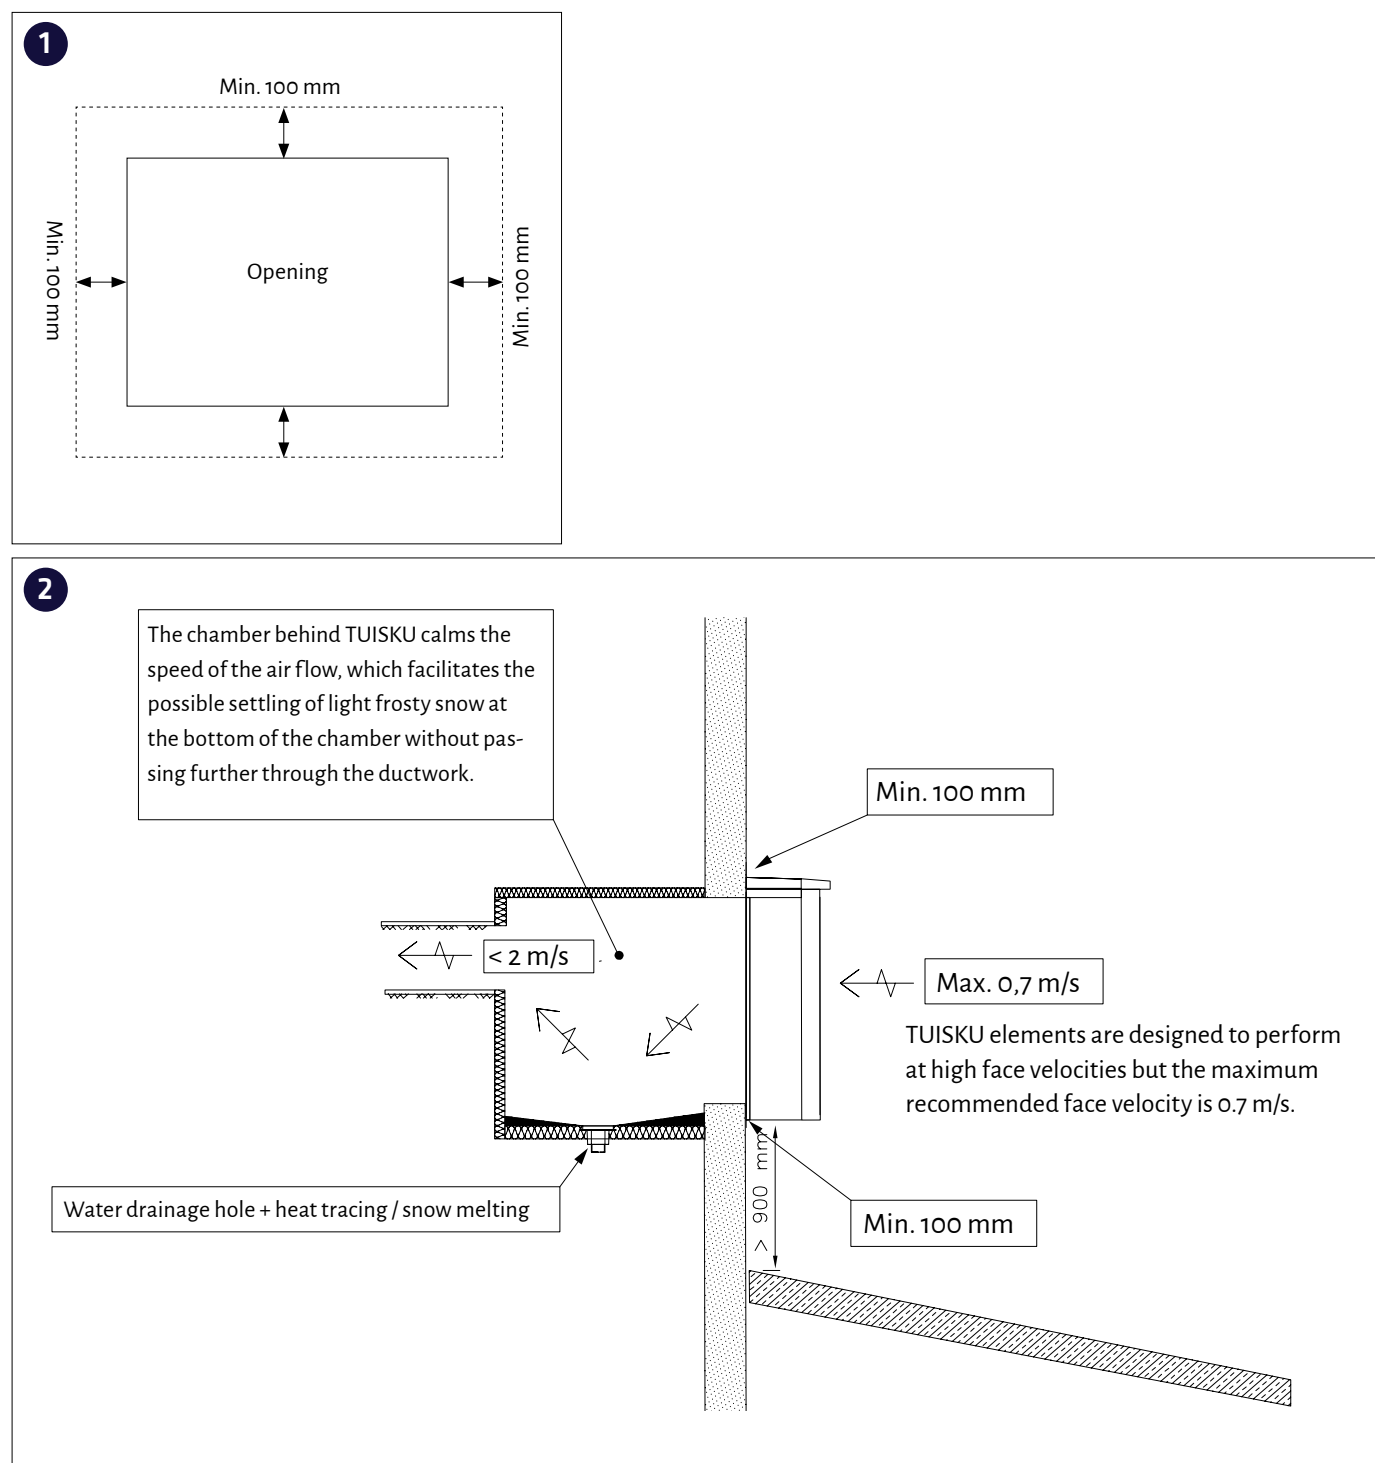 1
Min. 100 mm
Min. 100 mm
Opening
Min. 100 mm
2
The chamber behind TUISKU calms the
speed of the air flow, which facilitates the
possible settling of light frosty snow at
the bottom of the chamber without pas-
sing further through the ductwork.
Min. 100 mm
< 2 m/s
Max. 0,7 m/s
TUISKU elements are designed to perform
at high face velocities but the maximum
recommended face velocity is 0.7 m/s.
> 900 mm
Water drainage hole + heat tracing / snow melting
Min. 100 mm